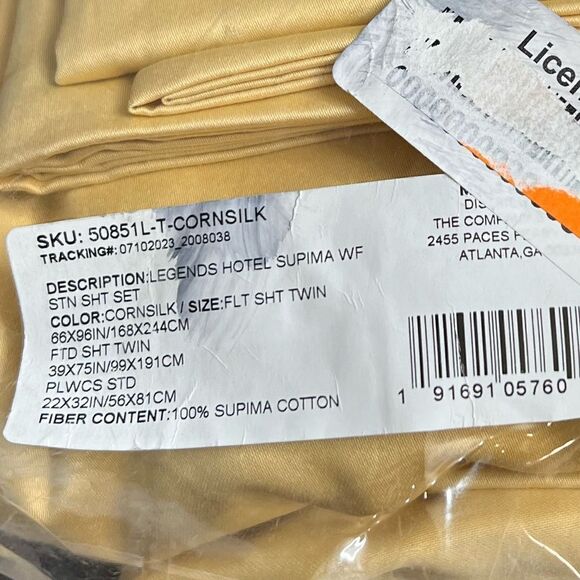 Licen
SKU: 50851L-T-CORNSILK
TRACKING#: 07102023_2008038
DESCRIPTION:LEGENDS HOTEL SUPIMA WF
STN SHT SET
COLOR:CORNSILK / SIZE:FLT SHT TWIN
66X96IN/168X244CM
FTD SHT TWIN
39X75IN/99X191CM
PLWCS STD
22X32IN/56X81CM
FIBER CONTENT:100% SUPIMA COTTON
M
DIS
THE COMP
2455 PACES F
ATLANTA,GA
1 91691 05760